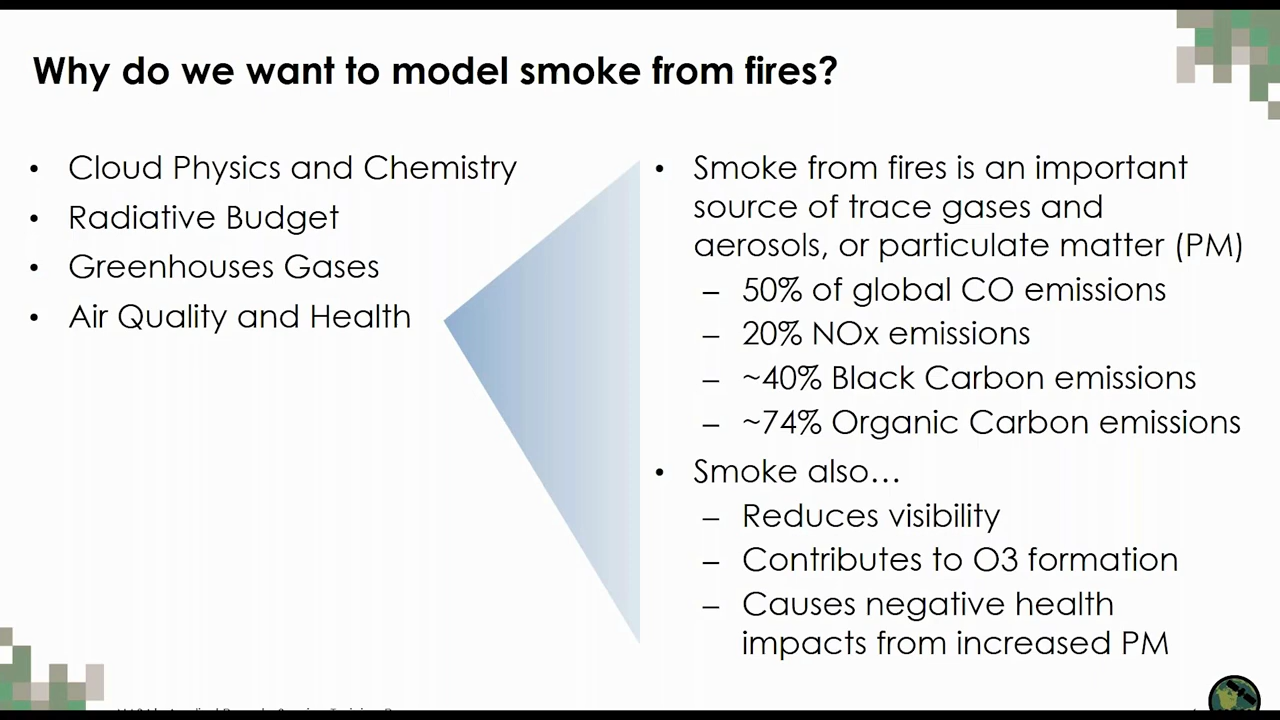 Why do we want to model smoke from fires?
• Cloud Physics and Chemistry
• Radiative Budget
• Greenhouses Gases
• Air Quality and Health
• Smoke from fires is an important
source of trace gases and
aerosols, or particulate matter (PM)
– 50% of global CO emissions
– 20% NOx emissions
– ~40% Black Carbon emissions
– ~74% Organic Carbon emissions
• Smoke also…
– Reduces visibility
– Contributes to O3 formation
– Causes negative health
impacts from increased PM